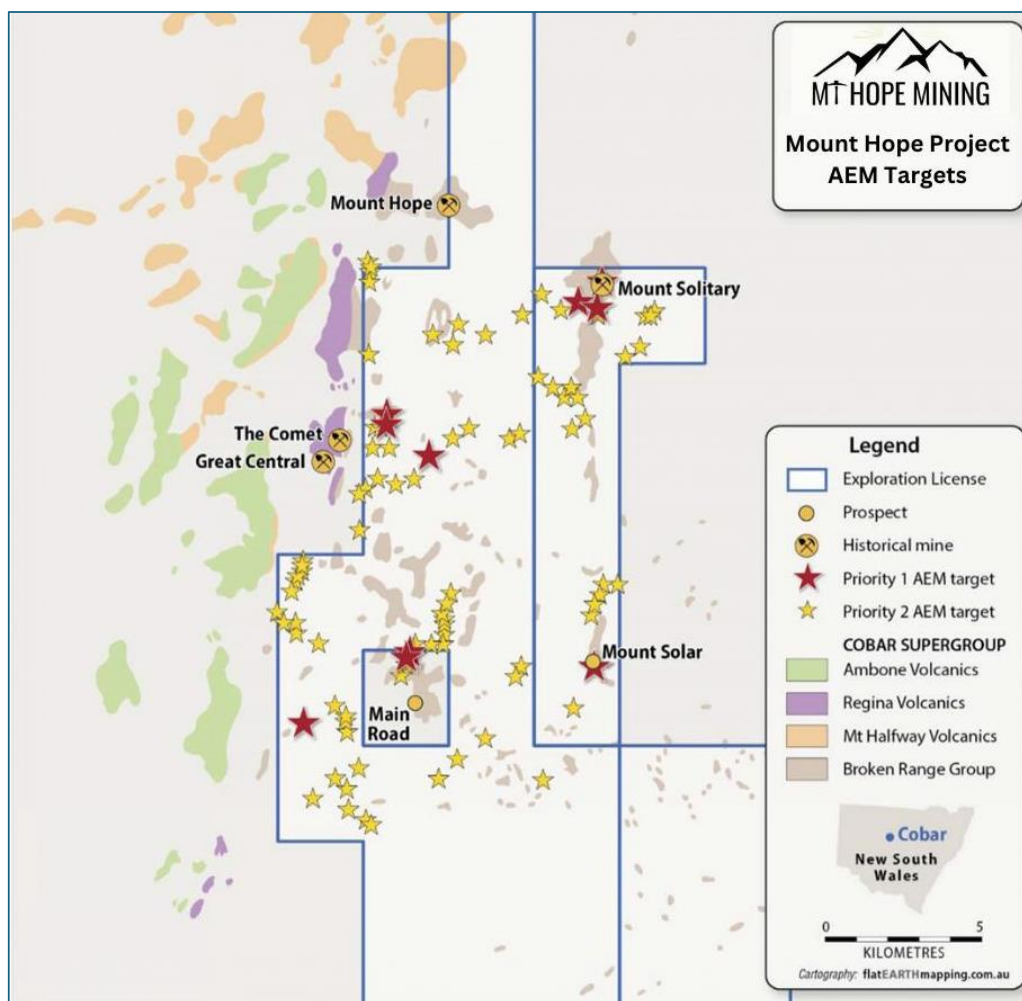 MT HOPE MINING
Mount Hope Project
AEM Targets
Mount Hope
Mount Solitary
The Comet
Great Central
Mount Solar
Main
Road
Legend
Exploration License
Prospect
Historical mine
Priority 1 AEM target
Priority 2 AEM target
COBAR SUPERGROUP
Ambone Volcanics
Regina Volcanics
Mt Halfway Volcanics
Broken Range Group
Cobar
New South
Wales
0 5
KILOMETRES
Cartography: flatEARTHmapping.com.au